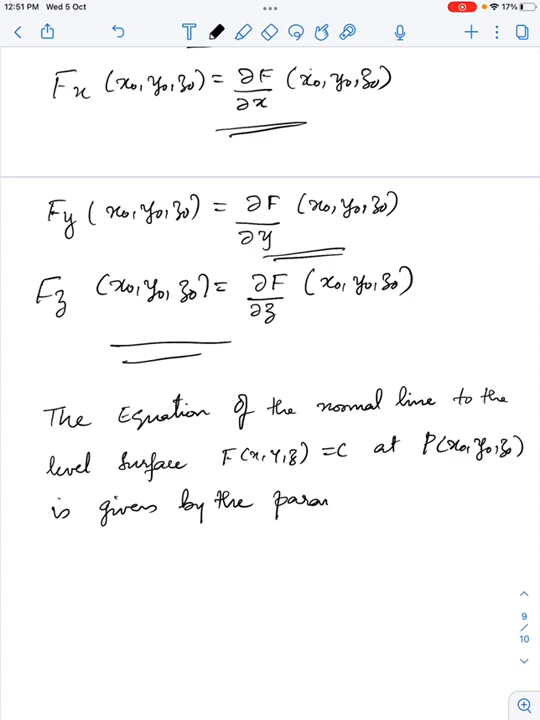 12:51 PM Wed 5 Oct
17%
T
Fx (x0, y0, z0) = ∂F/∂x (x0, y0, z0)
Fy (x0, y0, z0) = ∂F/∂y (x0, y0, z0)
Fz (x0, y0, z0) = ∂F/∂z (x0, y0, z0)
The Equation of the normal line to the
level surface F(x, y, z) = C at P(x0, y0, z0)
is given by the param
9
/
10